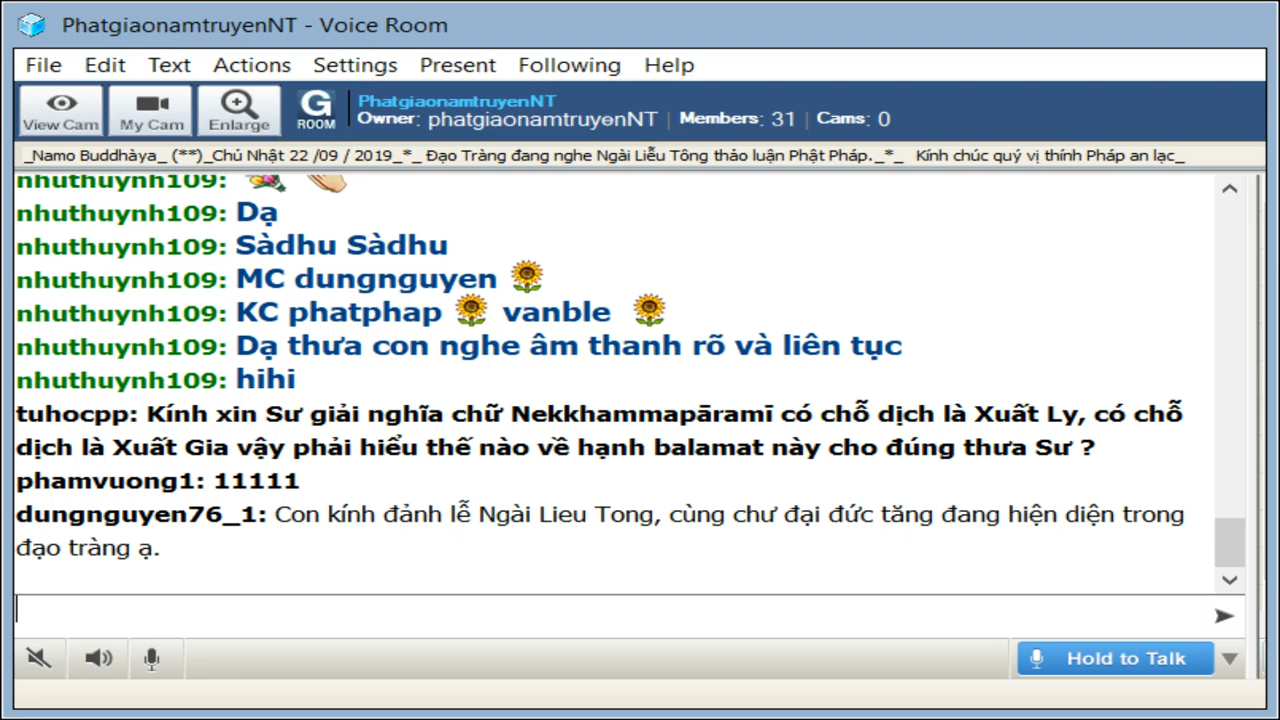 PhatgiaonamtruyenNT - Voice Room
File Edit Text Actions Settings Present Following Help
View Cam My Cam Enlarge G ROOM
PhatgiaonamtruyenNT
Owner: phatgiaonamtruyenNT | Members: 31 | Cams: 0
_Namo Buddhàya_ (**)_Chủ Nhật 22 /09 / 2019_*_ Đạo Tràng đang nghe Ngài Liễu Tông thảo luận Phật Pháp._*_ Kính chúc quý vị thính Pháp an lạc_
nhuthuynh109:
nhuthuynh109: Dạ
nhuthuynh109: Sàdhu Sàdhu
nhuthuynh109: MC dungnguyen
nhuthuynh109: KC phatphap vanble
nhuthuynh109: Dạ thưa con nghe âm thanh rõ và liên tục
nhuthuynh109: hihi
tuhocpp: Kính xin Sư giải nghĩa chữ Nekkhammapāramī có chỗ dịch là Xuất Ly, có chỗ
dịch là Xuất Gia vậy phải hiểu thế nào về hạnh balamat này cho đúng thưa Sư ?
phamvuong1: 11111
dungnguyen76_1: Con kính đảnh lễ Ngài Lieu Tong, cùng chư đại đức tăng đang hiện diện trong
đạo tràng ạ.
Hold to Talk